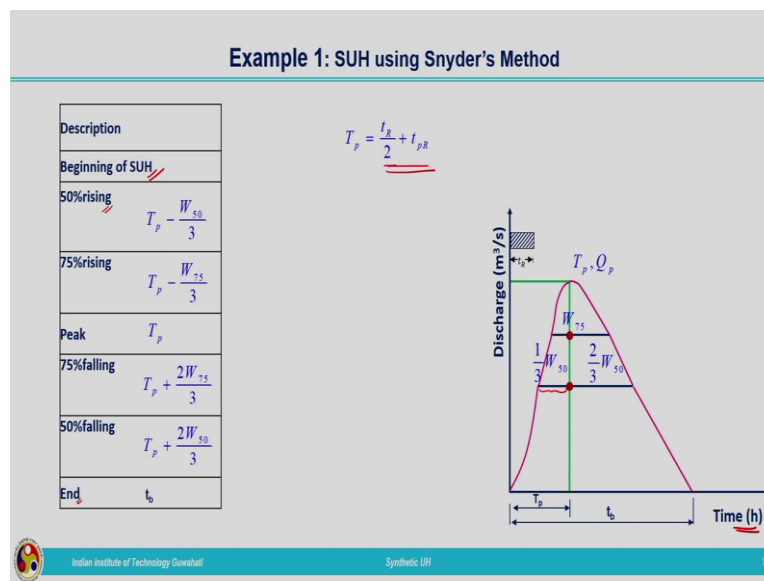 Example 1: SUH using Snyder's Method
Description
Beginning of SUH
50%rising
T_p - W_50/3
75%rising
T_p - W_75/3
Peak T_p
75%falling
T_p + 2W_75/3
50%falling
T_p + 2W_50/3
End t_b
T_p = t_R/2 + t_pR
Discharge (m³/s)
t_R
T_p, Q_p
W_75
1/3 W_50
2/3 W_50
T_p
t_b
Time (h)
Indian Institute of Technology Guwahati
Synthetic UH